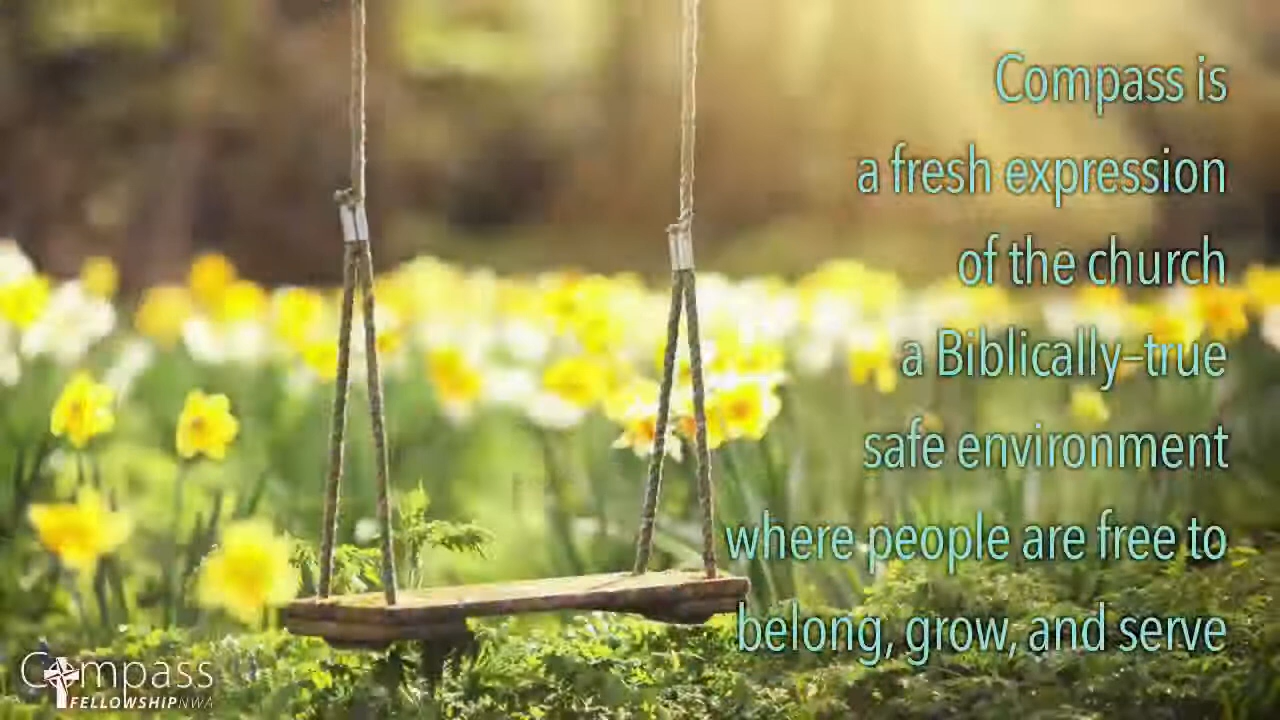 Compass is
a fresh expression
of the church
a Biblically–true
safe environment
where people are free to
belong, grow, and serve
Compass
FELLOWSHIPNWA